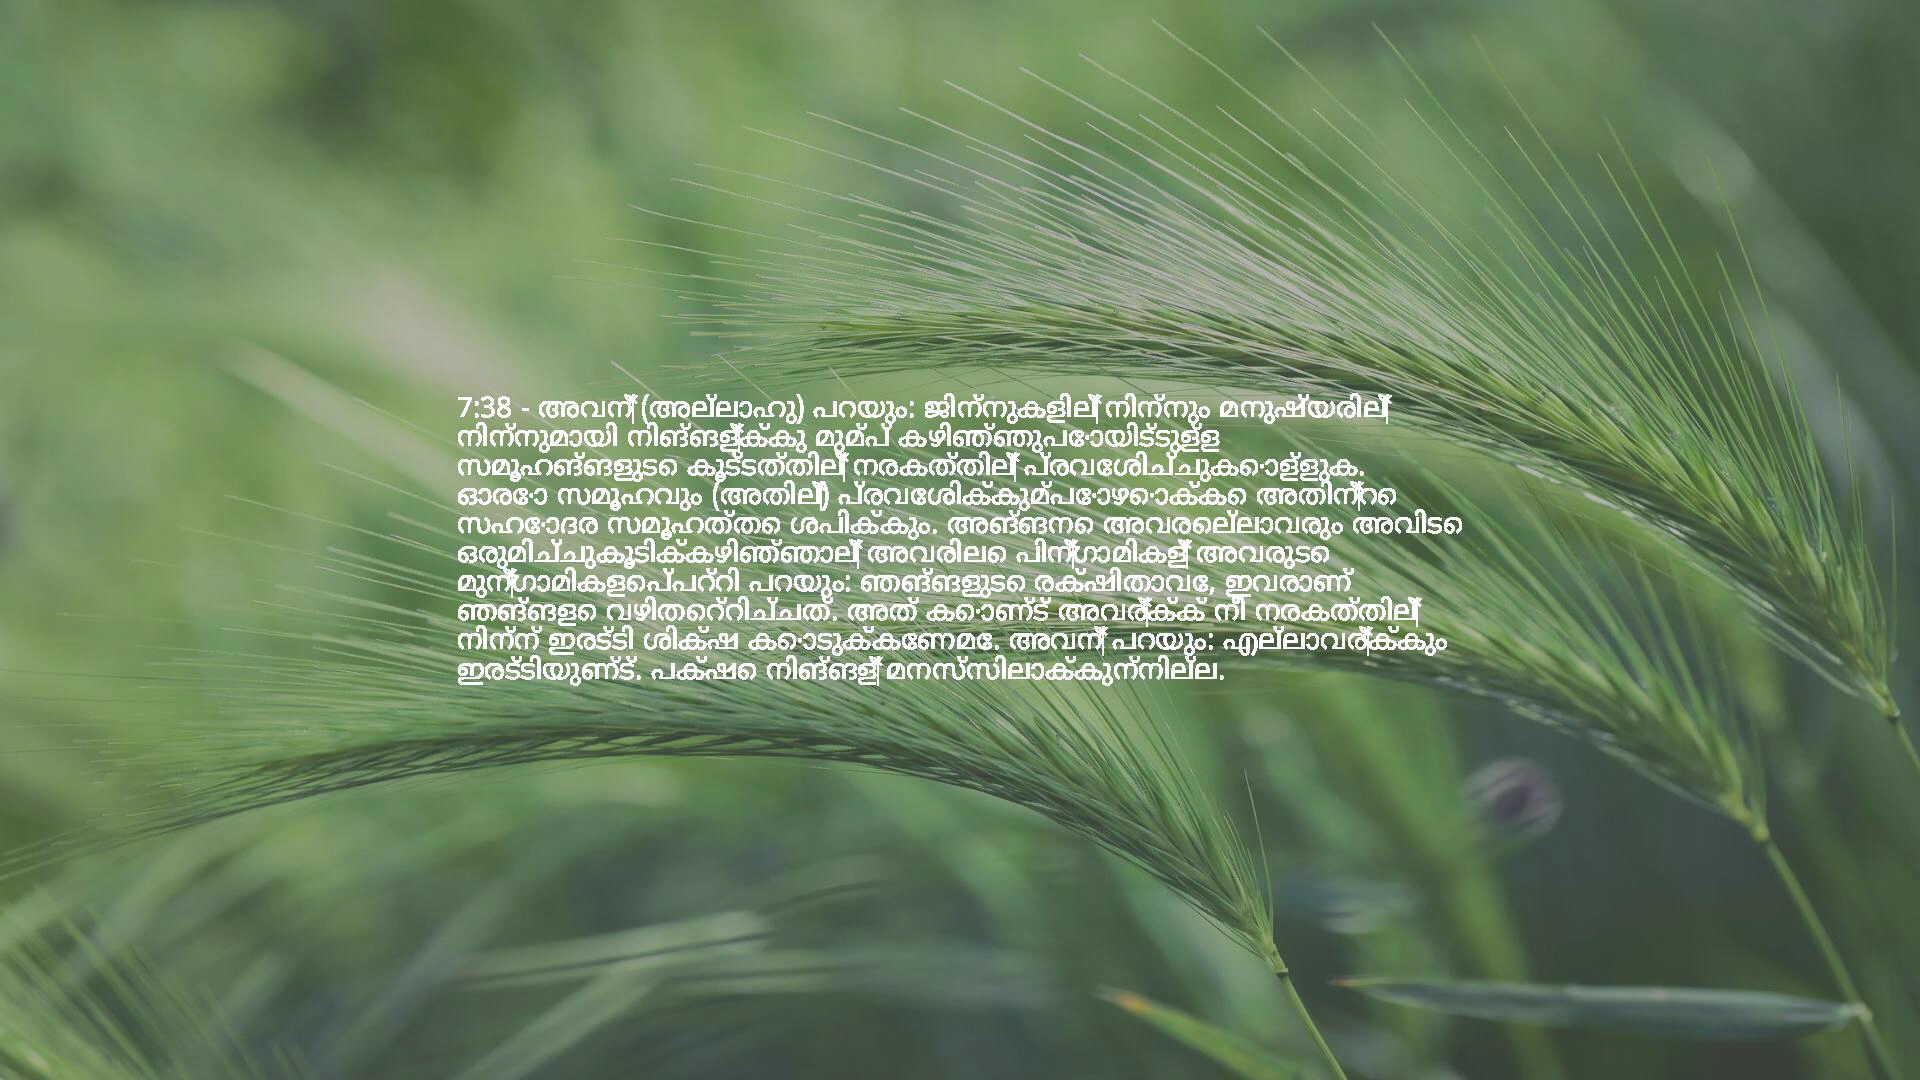 7:38 - അവന്‍ (അല്ലാഹു) പറയും: ജിന്നുകളില്‍ നിന്നും മനുഷ്യരില്‍
നിന്നുമായി നിങ്ങള്‍ക്കു മുമ്പ് കഴിഞ്ഞുപോയിട്ടുള്ള
സമൂഹങ്ങളുടെ കൂട്ടത്തില്‍ നരകത്തില്‍ പ്രവേശിച്ചുകൊള്ളുക.
ഓരോ സമൂഹവും (അതില്‍) പ്രവേശിക്കുമ്പോഴൊക്കെ അതിന്‍റെ
സഹോദര സമൂഹത്തെ ശപിക്കും. അങ്ങനെ അവരെല്ലാവരും അവിടെ
ഒരുമിച്ചുകൂടിക്കഴിഞ്ഞാല്‍ അവരിലെ പിന്‍ഗാമികള്‍ അവരുടെ
മുന്‍ഗാമികളെപ്പറ്റി പറയും: ഞങ്ങളുടെ രക്ഷിതാവേ, ഇവരാണ്
ഞങ്ങളെ വഴിതെറ്റിച്ചത്. അത് കൊണ്ട് അവര്‍ക്ക് നീ നരകത്തില്‍
നിന്ന് ഇരട്ടി ശിക്ഷ കൊടുക്കണേമേ. അവന്‍ പറയും: എല്ലാവര്‍ക്കും
ഇരട്ടിയുണ്ട്. പക്ഷെ നിങ്ങള്‍ മനസ്സിലാക്കുന്നില്ല.